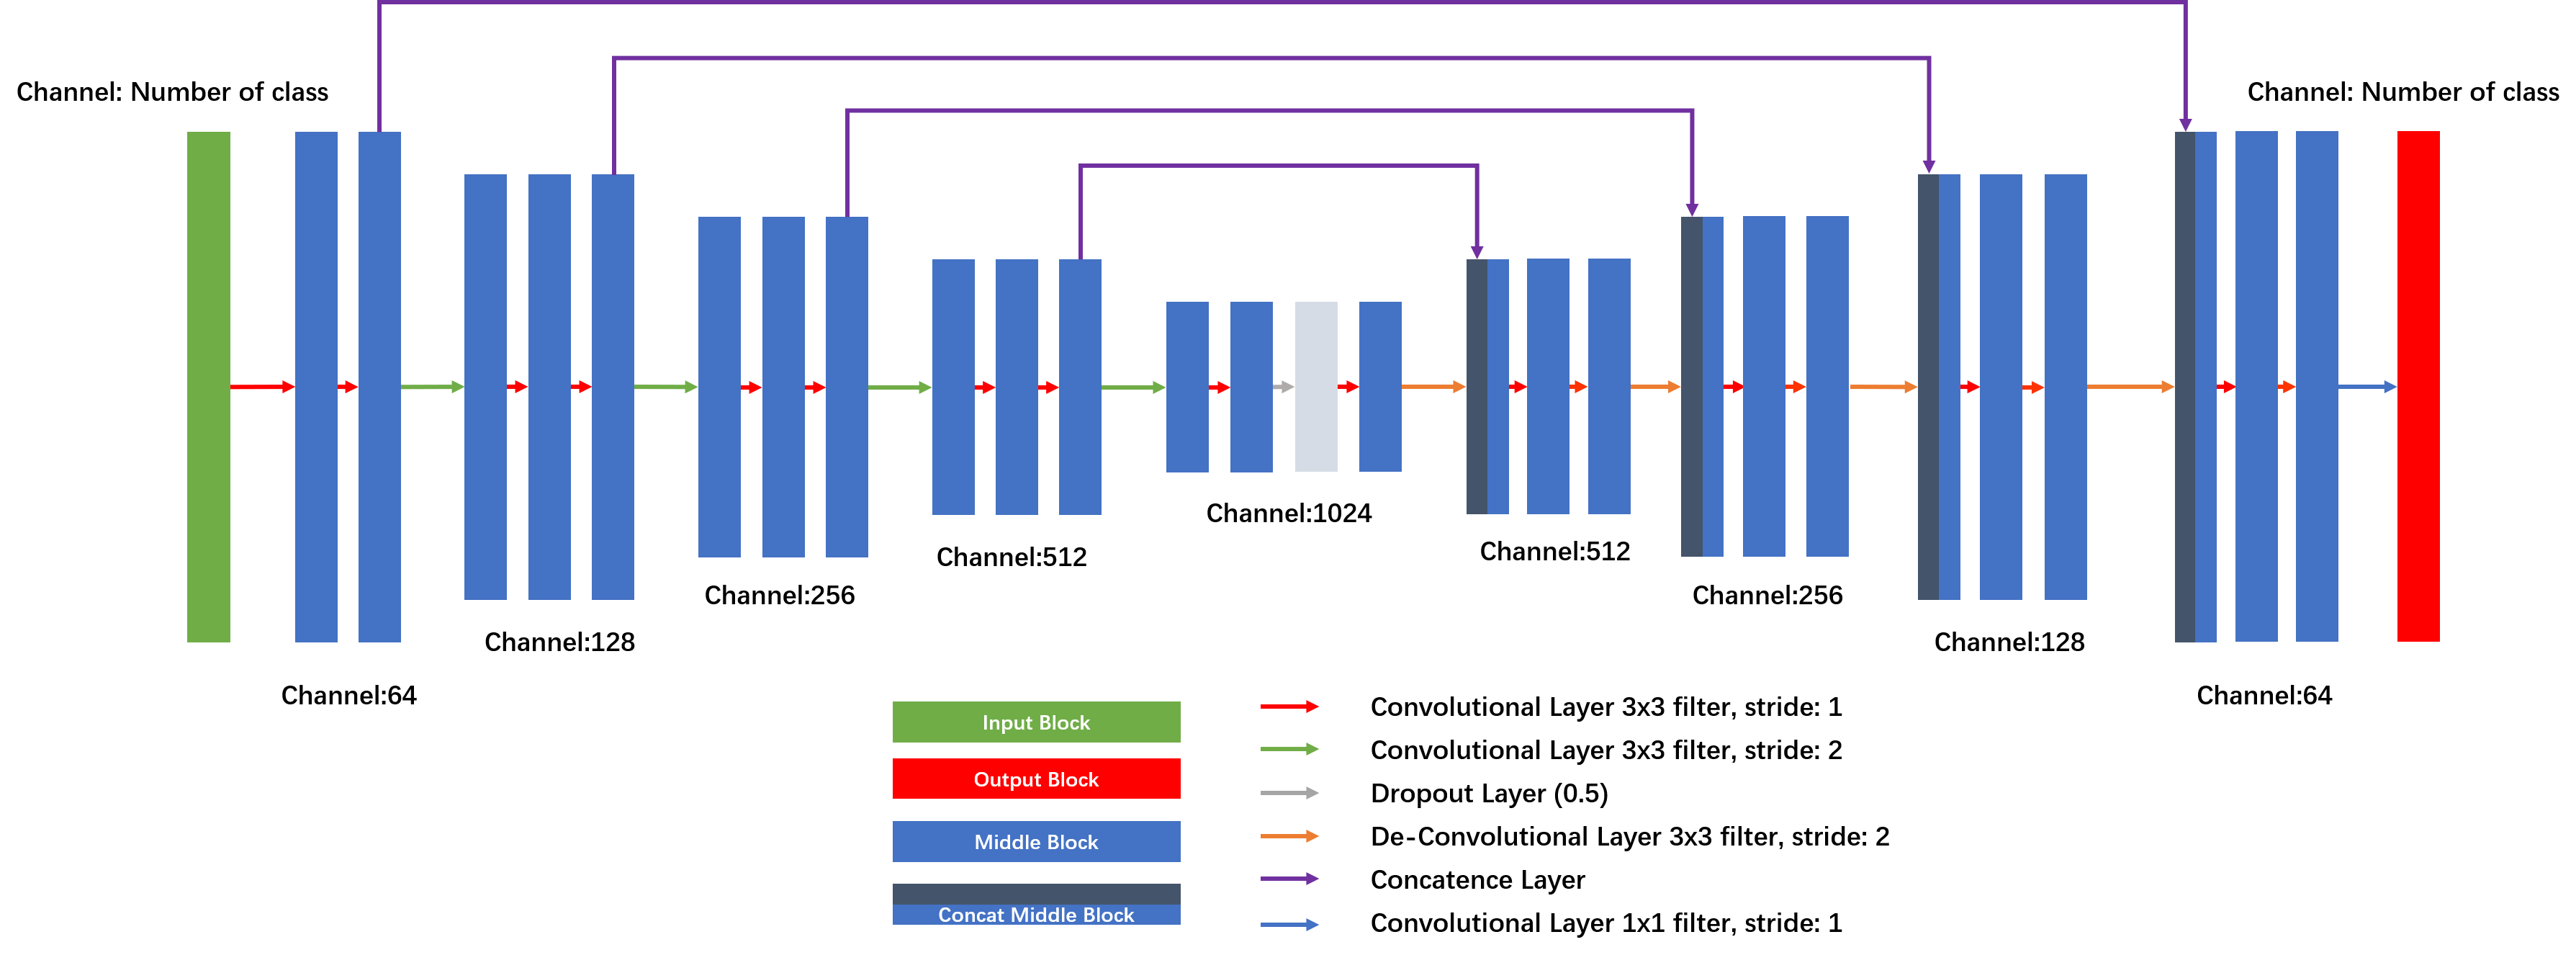 Channel: Number of class
Channel: Number of class
Channel:64
Channel:128
Channel:256
Channel:512
Channel:1024
Channel:512
Channel:256
Channel:128
Channel:64
Input Block
Output Block
Middle Block
Concat Middle Block
Convolutional Layer 3x3 filter, stride: 1
Convolutional Layer 3x3 filter, stride: 2
Dropout Layer (0.5)
De-Convolutional Layer 3x3 filter, stride: 2
Concatence Layer
Convolutional Layer 1x1 filter, stride: 1